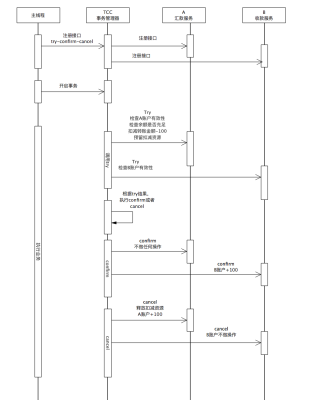 主线程
TCC
事务管理器
A
汇款服务
B
收款服务
注册接口
try-confirm-cancel
注册接口
注册接口
开启事务
Try
检查A账户有效性
检查余额是否充足
扣减转账金额-100
预留扣减资源
调用try
Try
检查B账户有效性
根据try结果,
执行confirm或者
cancel
执行业务
confirm
不做任何操作
confirm
confirm
B账户+100
cancel
释放扣减资源
A账户+100
cancel
cancel
B账户不做操作